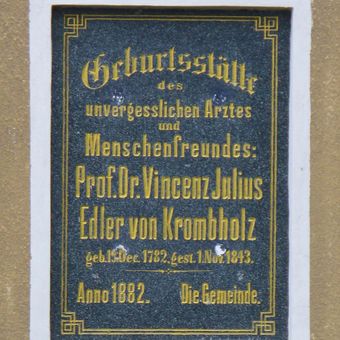 Geburtsstätte
des
unvergesslichen Arztes
und
Menschenfreundes:
Prof. Dr. Vincenz Julius
Edler von Krombholz
geb. 19. Dec. 1782. gest. 1. Nov. 1843.
Anno 1882. Die Gemeinde.